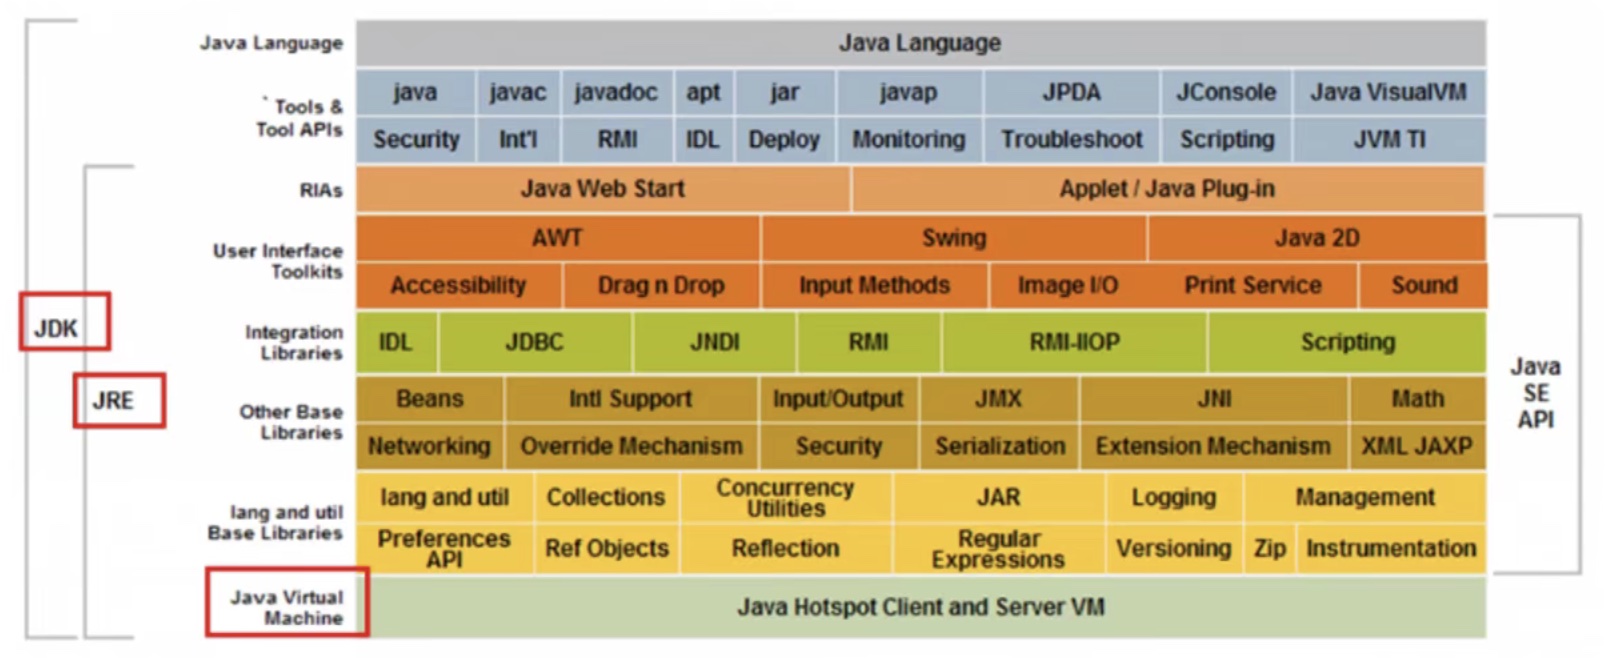 Java Language
Java Language
` Tools &
Tool APIs
java javac javadoc apt jar javap JPDA JConsole Java VisualVM
Security Int'l RMI IDL Deploy Monitoring Troubleshoot Scripting JVM TI
RIAs
Java Web Start Applet / Java Plug-in
User Interface
Toolkits
AWT Swing Java 2D
Accessibility Drag n Drop Input Methods Image I/O Print Service Sound
JDK
Integration
Libraries
IDL JDBC JNDI RMI RMI-IIOP Scripting
Java
SE
API
JRE
Other Base
Libraries
Beans Intl Support Input/Output JMX JNI Math
Networking Override Mechanism Security Serialization Extension Mechanism XML JAXP
lang and util
Base Libraries
lang and util Collections Concurrency
Utilities JAR Logging Management
Preferences
API Ref Objects Reflection Regular
Expressions Versioning Zip Instrumentation
Java Virtual
Machine
Java Hotspot Client and Server VM